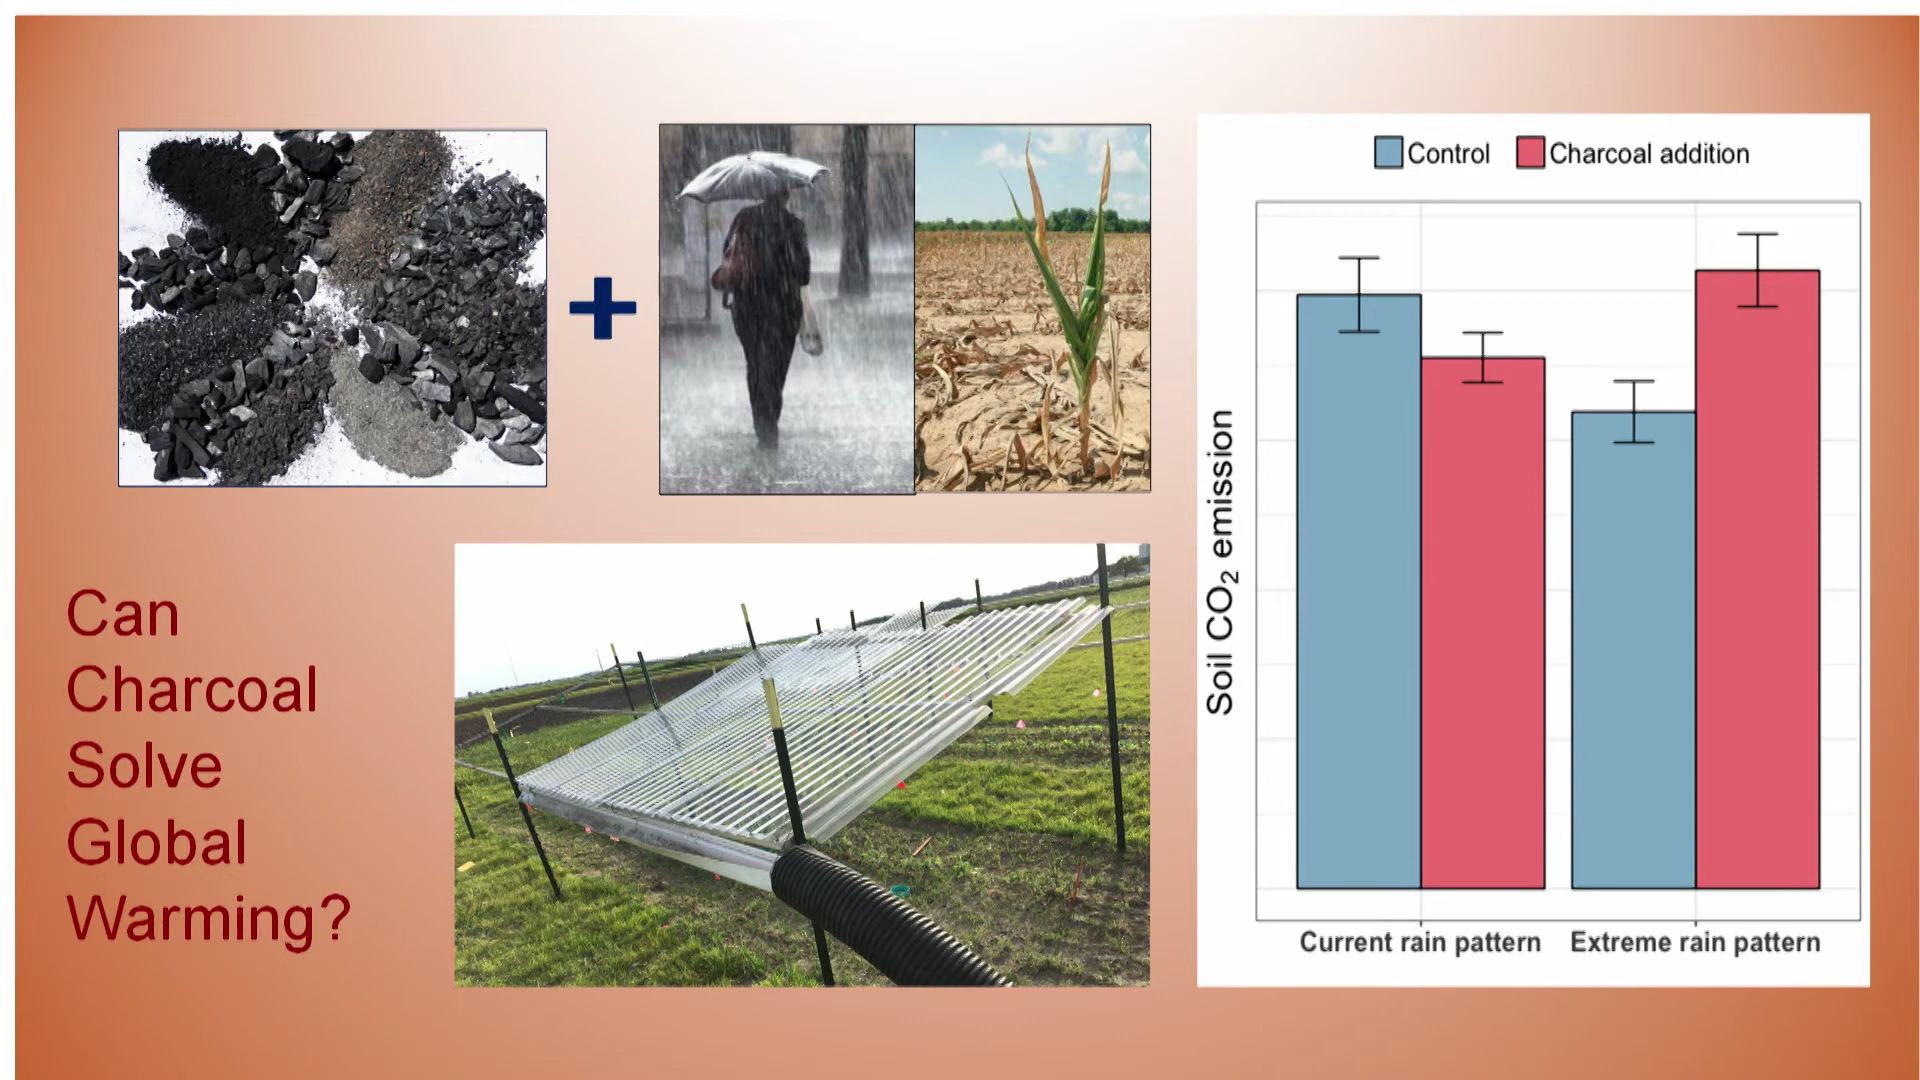 Can
Charcoal
Solve
Global
Warming?
Control
Charcoal addition
Soil CO₂ emission
Current rain pattern
Extreme rain pattern